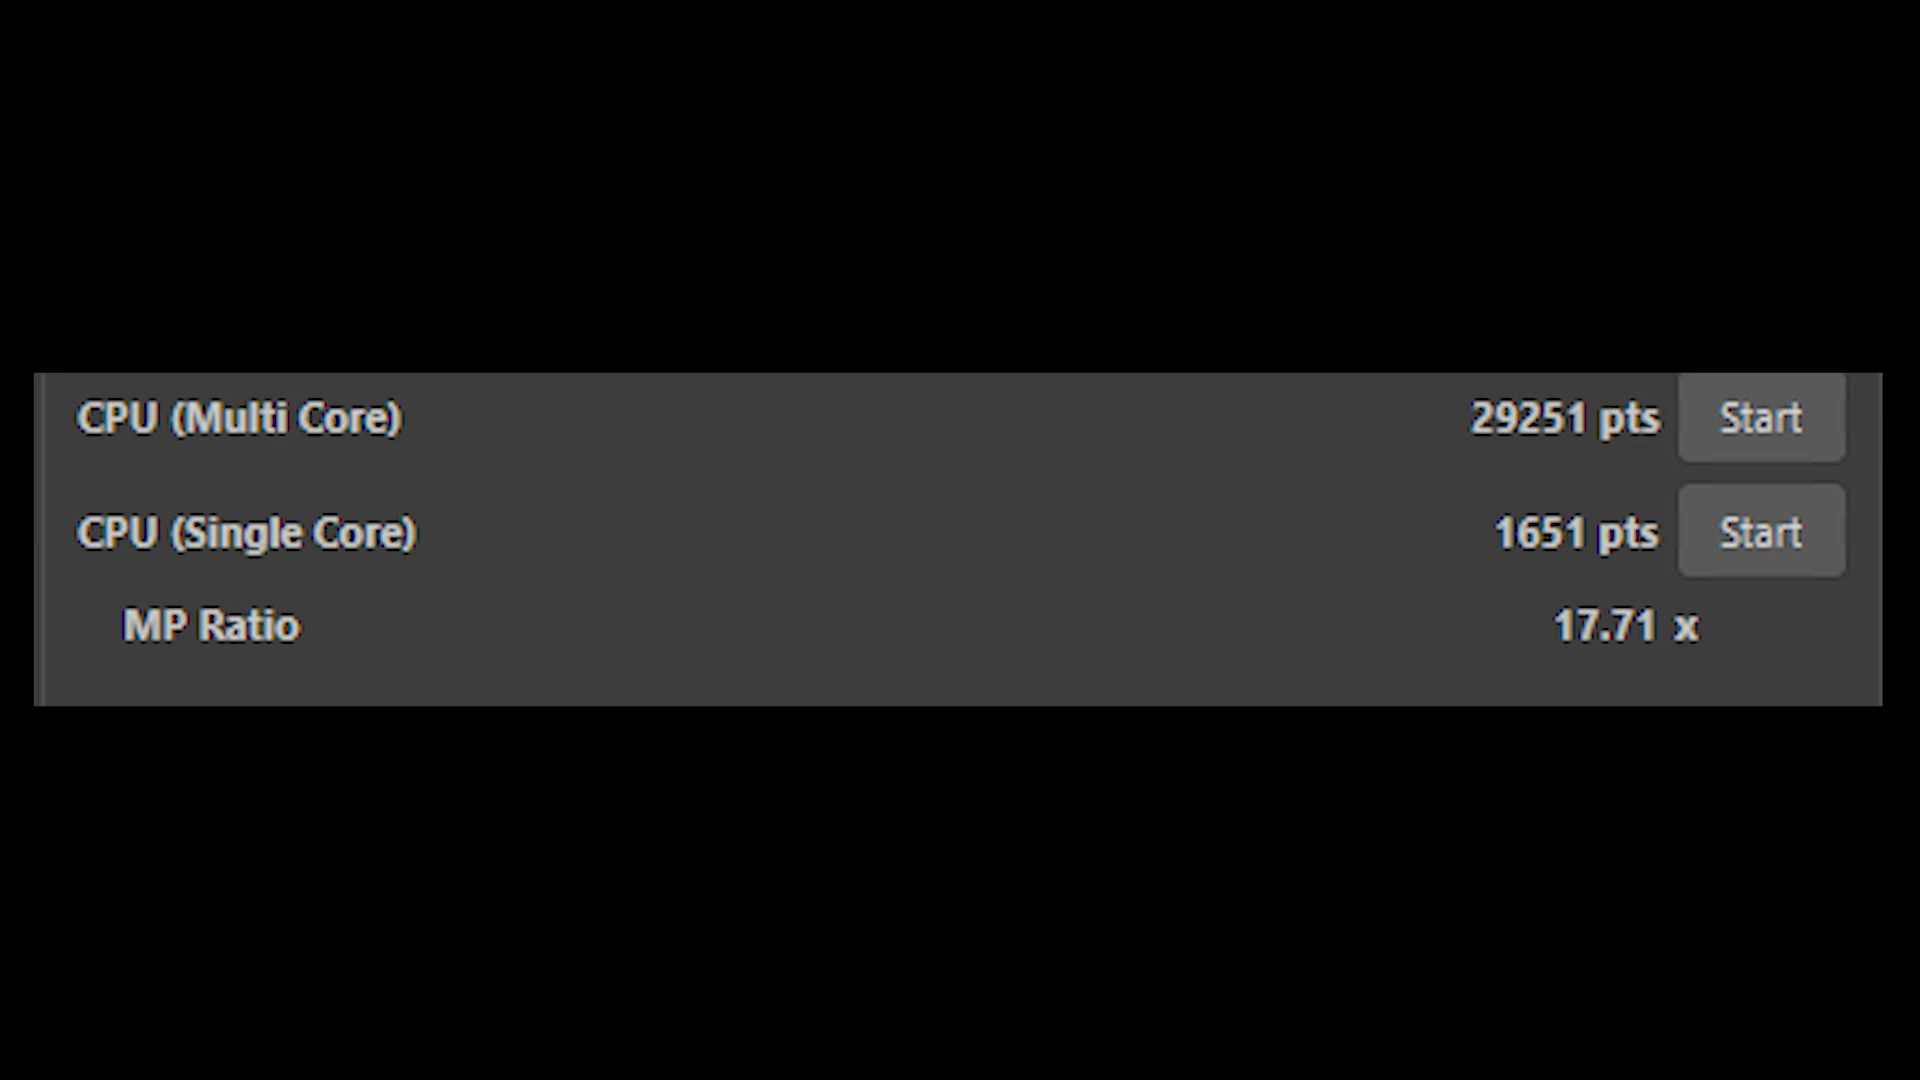 CPU (Multi Core) 29251 pts Start
CPU (Single Core) 1651 pts Start
MP Ratio 17.71 x